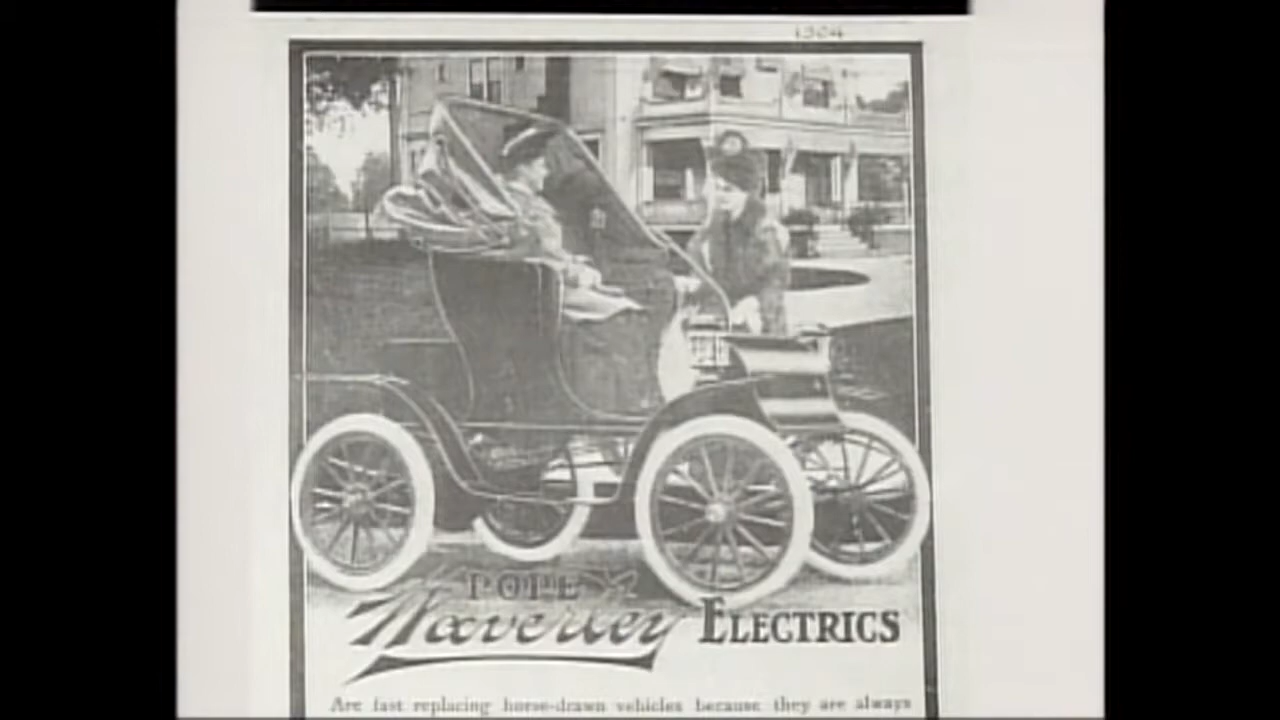 1904
POPE
Waverley ELECTRICS
Are fast replacing horse-drawn vehicles because they are always